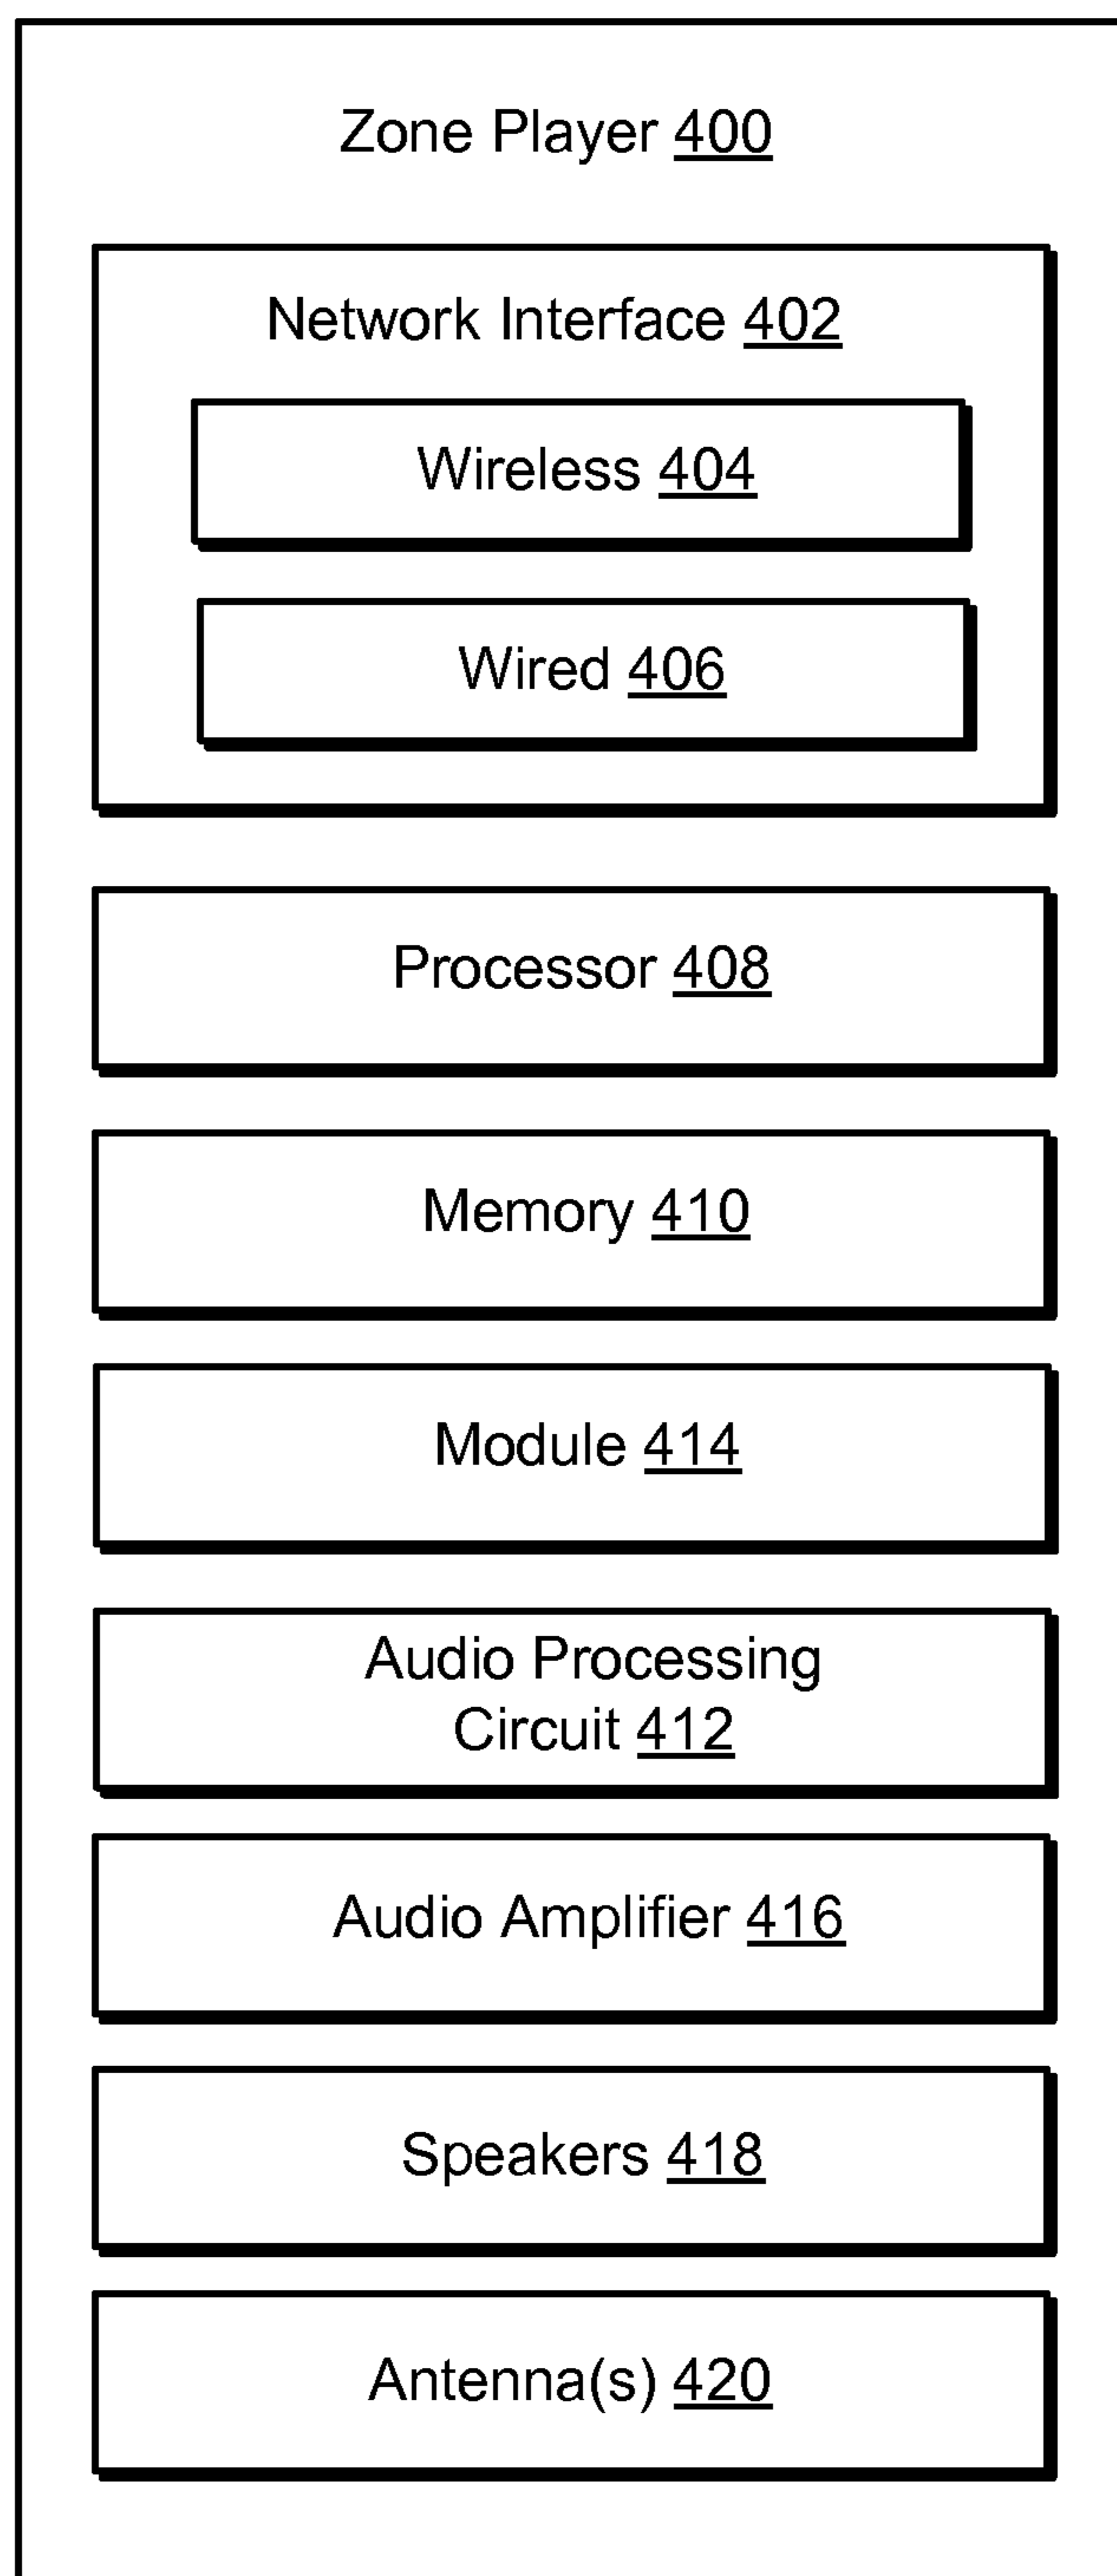 Zone Player 400
Network Interface 402
Wireless 404
Wired 406
Processor 408
Memory 410
Module 414
Audio Processing
Circuit 412
Audio Amplifier 416
Speakers 418
Antenna(s) 420